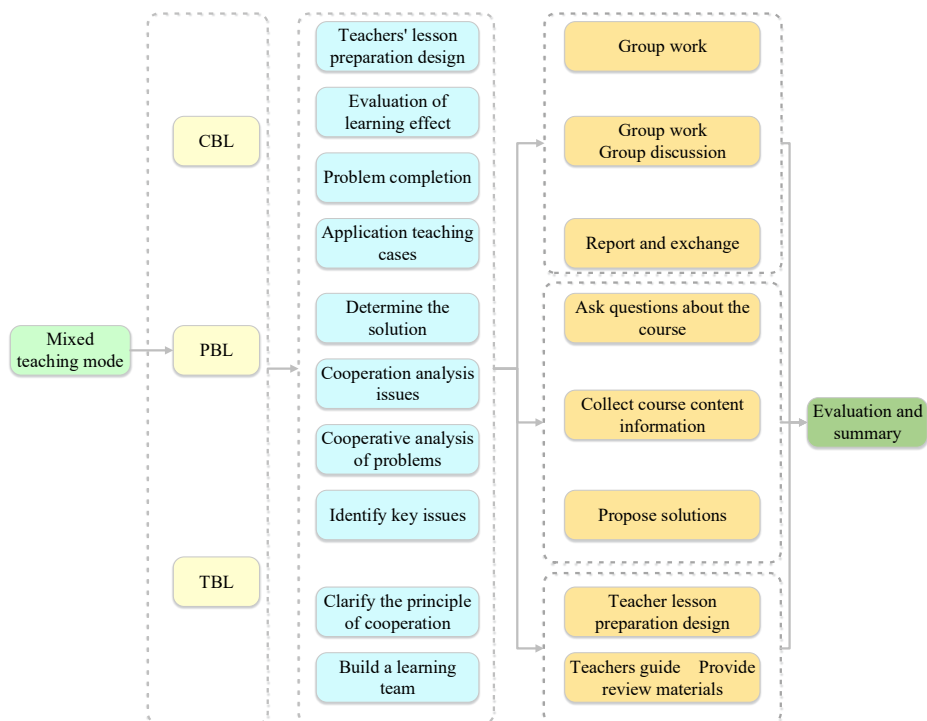 Mixed
teaching mode
CBL
PBL
TBL
Teachers' lesson
preparation design
Evaluation of
learning effect
Problem completion
Application teaching
cases
Determine the
solution
Cooperation analysis
issues
Cooperative analysis
of problems
Identify key issues
Clarify the principle
of cooperation
Build a learning
team
Group work
Group work
Group discussion
Report and exchange
Ask questions about the
course
Collect course content
information
Propose solutions
Teacher lesson
preparation design
Teachers guide Provide
review materials
Evaluation and
summary